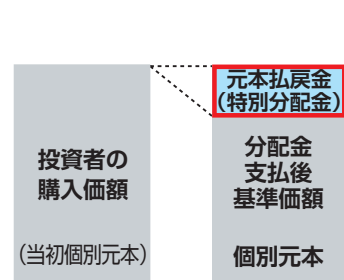 元本払戻金
（特別分配金）
投資者の
購入価額
（当初個別元本）
分配金
支払後
基準価額
個別元本